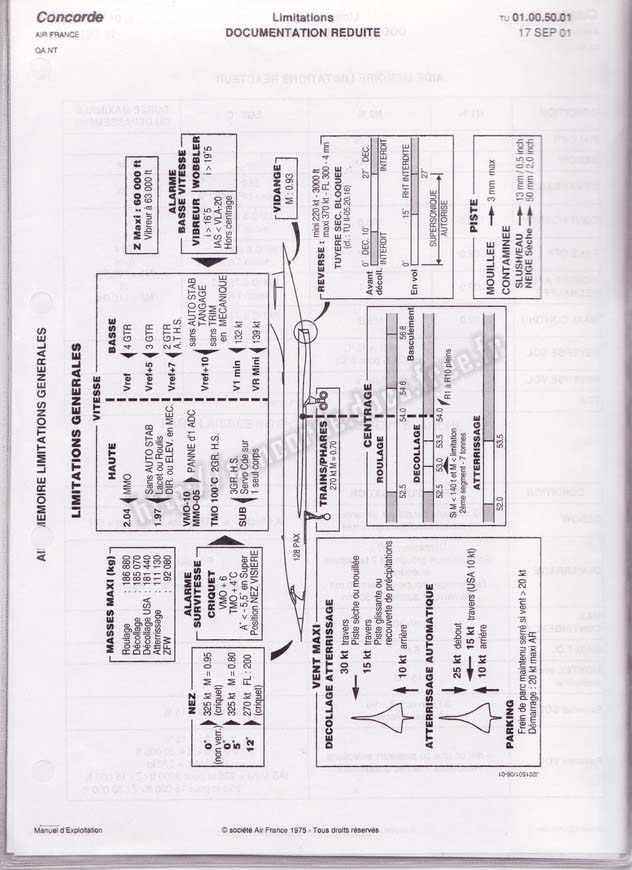 Concorde
AIR FRANCE
QA.NT
Limitations
DOCUMENTATION REDUITE
TU 01.00.50.01
17 SEP 01
MEMOIRE LIMITATIONS GENERALES
LIMITATIONS GENERALES
MASSES MAXI (kg)
Roulage : 186 880
Décollage : 185 070
Décollage USA : 181 440
Atterrissage : 111 130
ZFW : 92 080
VITESSE
HAUTE
2.04 MMO
1.97 Sans AUTO STAB
Lacet ou Roulis
DIR. ou ELEV. en MEC.
VMO-10
MMO-05 PANNE d'1 ADC
TMO 100°C 2GR. H.S.
SUB 3GR. H.S.
Servo Cde sur
1 seul corps
BASSE
Vref 4 GTR
Vref+5 3 GTR
Vref+7 2 GTR
A.T.H.S.
Vref+10 sans AUTO STAB
TANGAGE
sans TRIM
en MECANIQUE
V1 min 132 kt
VR Mini 139 kt
Z Maxi : 60 000 ft
Vibreur à 63 000 ft
ALARME
BASSE VITESSE
VIBREUR WOBBLER
i > 16°5 i > 19°5
IAS < VLA-20
Hors centrage
ALARME
SURVITESSE
CRIQUET
VMO + 6
TMO + 4°C
A° < - 5,5° en Super
Position NEZ VISIERE
VIDANGE
M : 0.93
128 PAX
NEZ
0° 325 kt M = 0.95
(non verr.) (criquet)
0°
5° 325 kt M = 0.80
12° 270 kt FL : 200
(criquet)
TRAINS/PHARES
270 kt M = 0.70
REVERSE : mini 220 kt - 3000 ft
maxi 370 kt - FL 300 - 4 mn
TUYERE SEC. BLOQUEE
(cf.: TU II-05.20.16)
Avant
décoll.
0° DEC. 10° 27° DEC.
INTERDIT INTERDIT
En vol
0° 15° RHT INTERDITE 27°
SUPERSONIQUE
AUTORISE
VENT MAXI
DECOLLAGE ATTERRISSAGE
30 kt travers
Piste sèche ou mouillée
15 kt travers
Piste glissante ou
recouverte de précipitations
10 kt arrière
ATTERRISSAGE AUTOMATIQUE
25 kt debout
15 kt travers (USA 10 kt)
10 kt arrière
PARKING
Frein de parc maintenu serré si vent > 20 kt
Démarrage : 20 kt maxi AR
CENTRAGE
ROULAGE
52.5 54.0 54.6 56.8
Basculement
DECOLLAGE
52.5 53.0 53.5 54.0
R1 à R10 pleins
Si M < 140 t et M < limitation
2ème segment - 7 tonnes
ATTERRISSAGE
52.0 53.5
PISTE
MOUILLEE 3 mm max
CONTAMINEE
SLUSH/EAU 13 mm / 0,5 inch
NEIGE Sèche 50 mm / 2,0 inch
J201501/06-01
Manuel d'Exploitation
© société Air France 1975 - Tous droits réservés